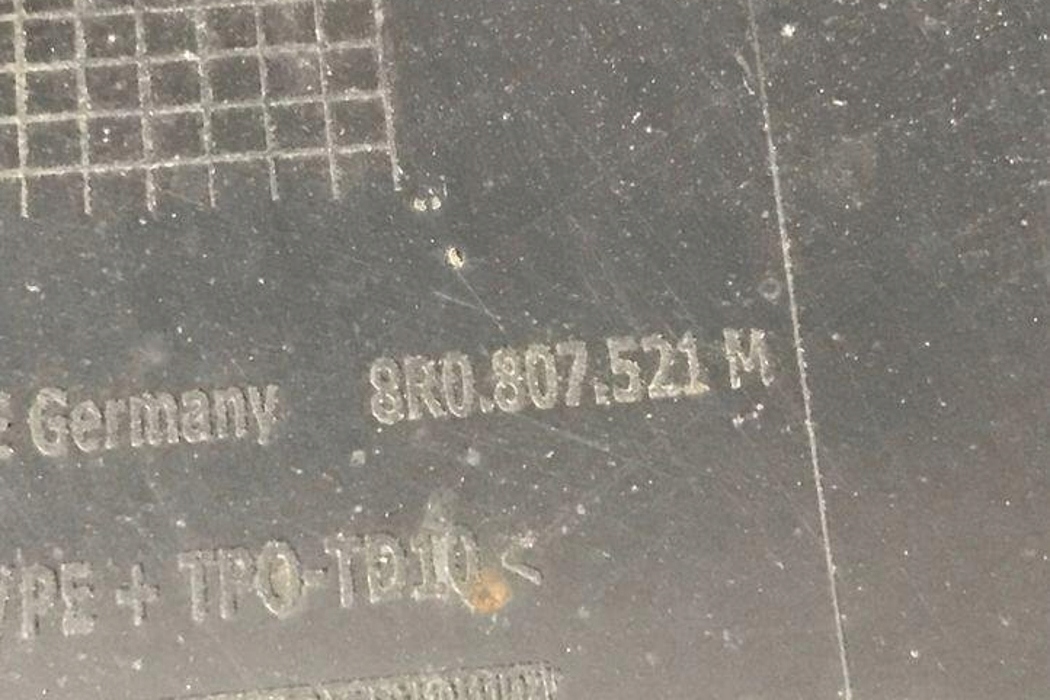 Germany 8R0.807.521 M
PE + TPO-TD10 <